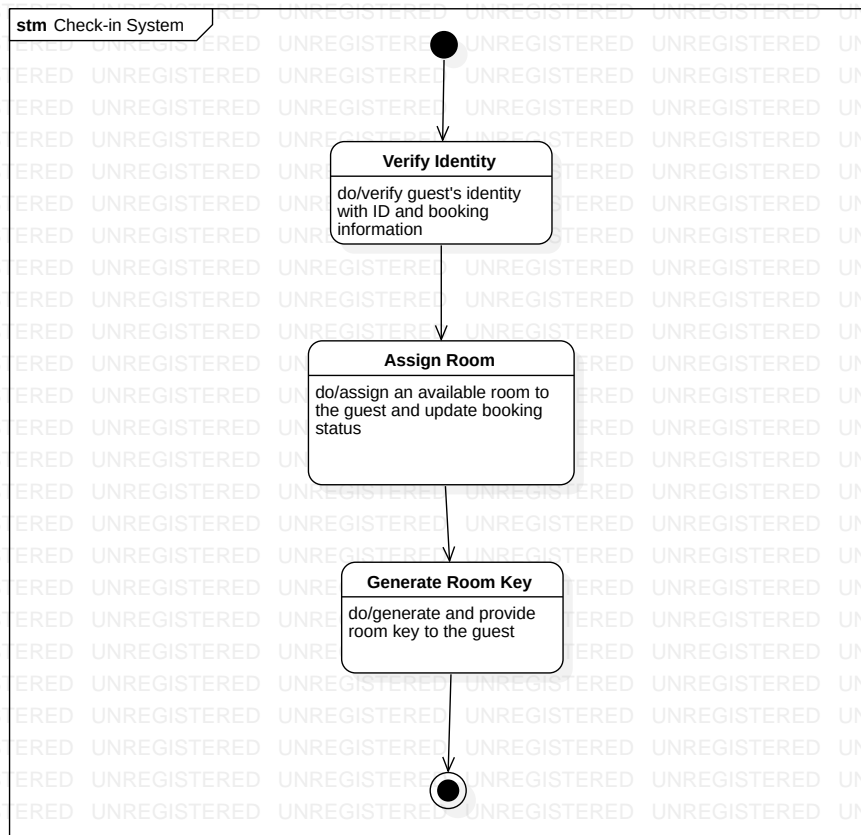 stm Check-in System
Verify Identity
do/verify guest's identity
with ID and booking
information
Assign Room
do/assign an available room to
the guest and update booking
status
Generate Room Key
do/generate and provide
room key to the guest
UNREGISTERED